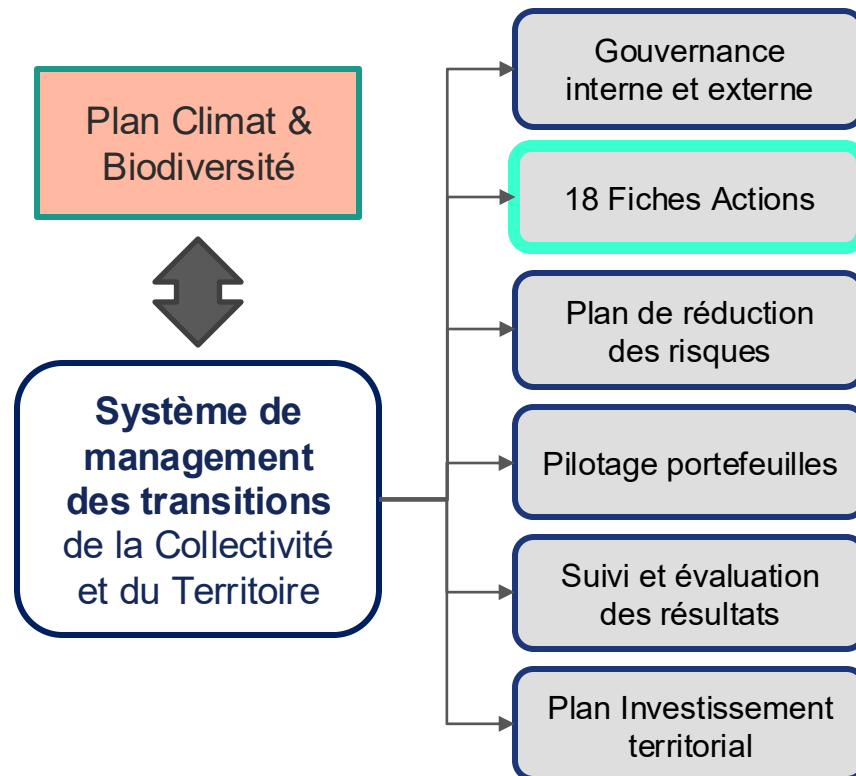 Plan Climat &
Biodiversité
Système de
management
des transitions
de la Collectivité
et du Territoire
Gouvernance
interne et externe
18 Fiches Actions
Plan de réduction
des risques
Pilotage portefeuilles
Suivi et évaluation
des résultats
Plan Investissement
territorial